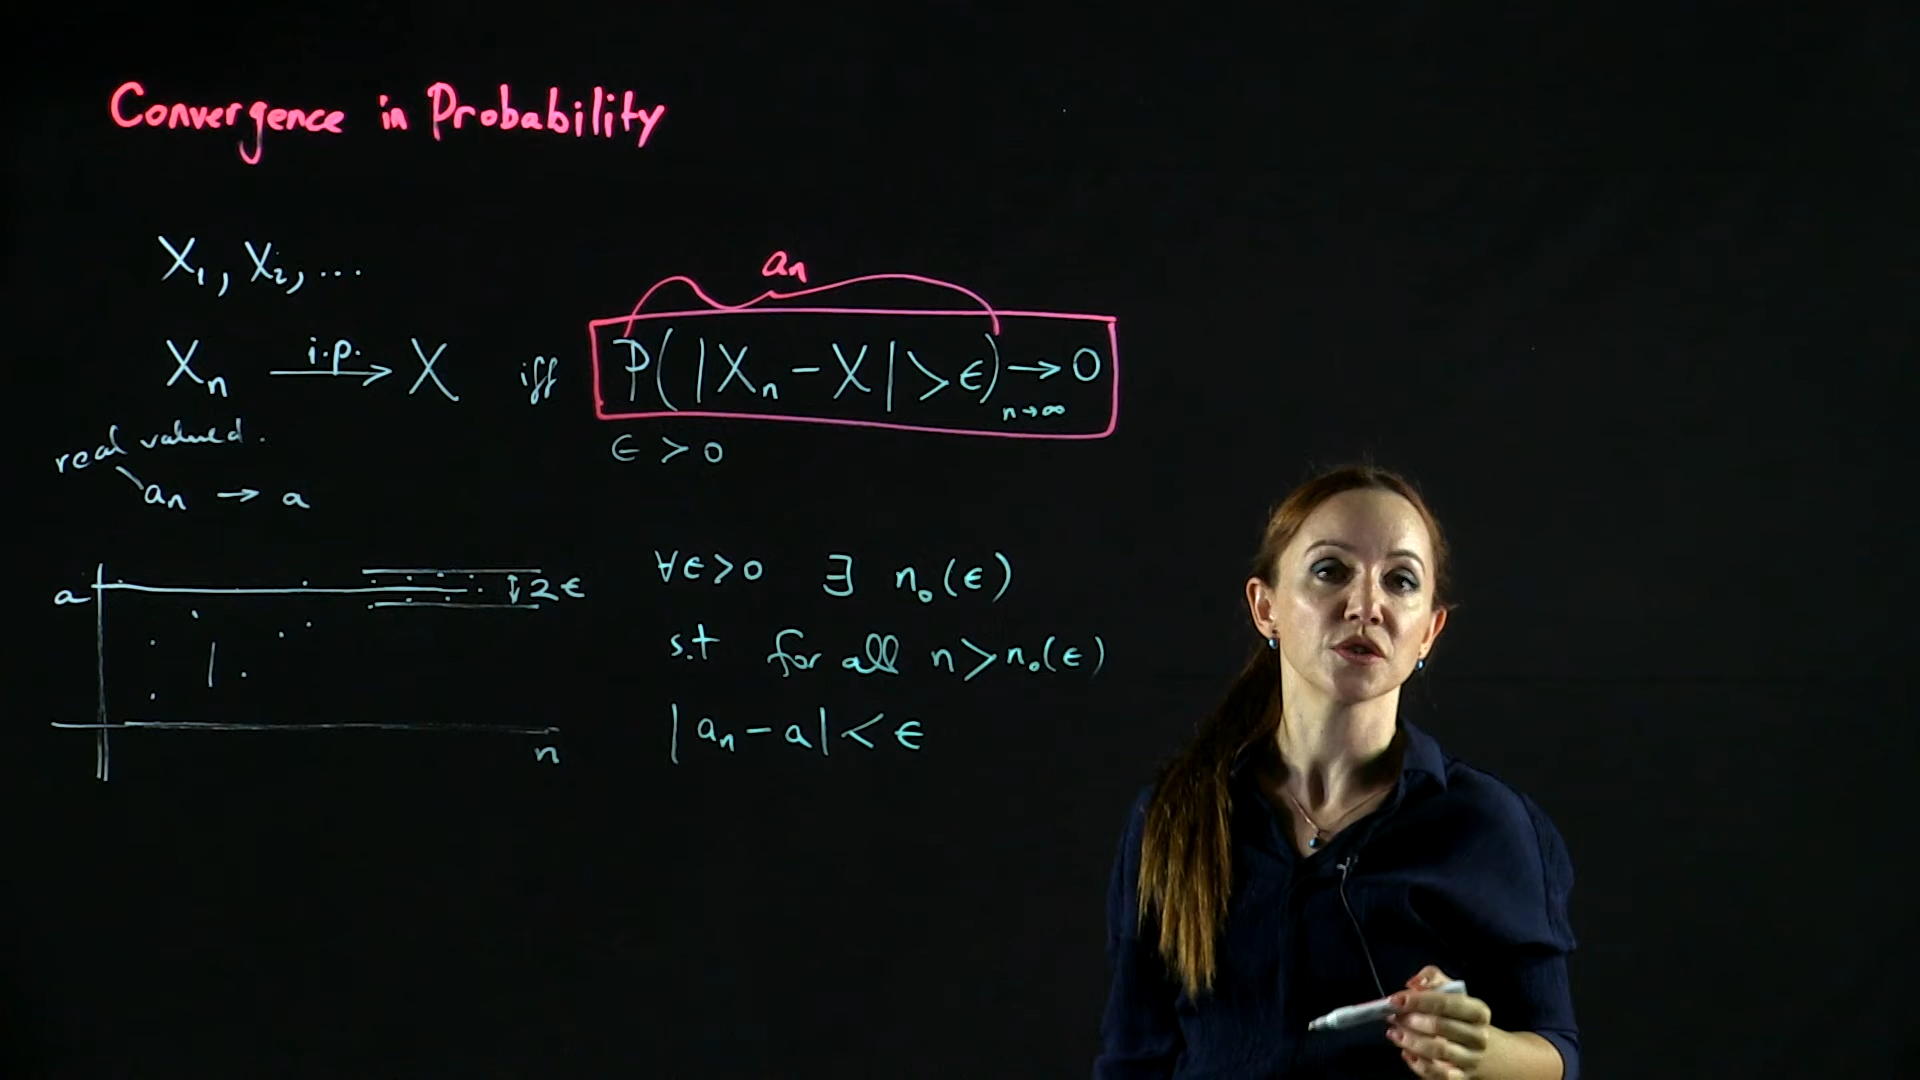 Convergence in Probability
X₁, X₂, ...
aₙ
Xₙ —i.p.→ X iff P(|Xₙ − X| > ϵ) → 0
n→∞
ϵ > 0
real valued.
aₙ → a
a
2ϵ
n
∀ϵ>0 ∃ n₀(ϵ)
s.t for all n>n₀(ϵ)
|aₙ − a| < ϵ